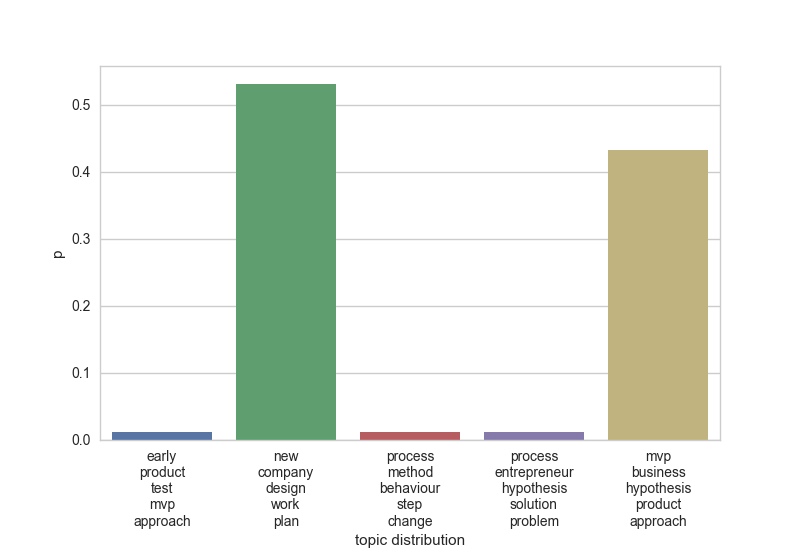 0.5
0.4
0.3
0.2
0.1
0.0
p
early
product
test
mvp
approach
new
company
design
work
plan
process
method
behaviour
step
change
process
entrepreneur
hypothesis
solution
problem
mvp
business
hypothesis
product
approach
topic distribution